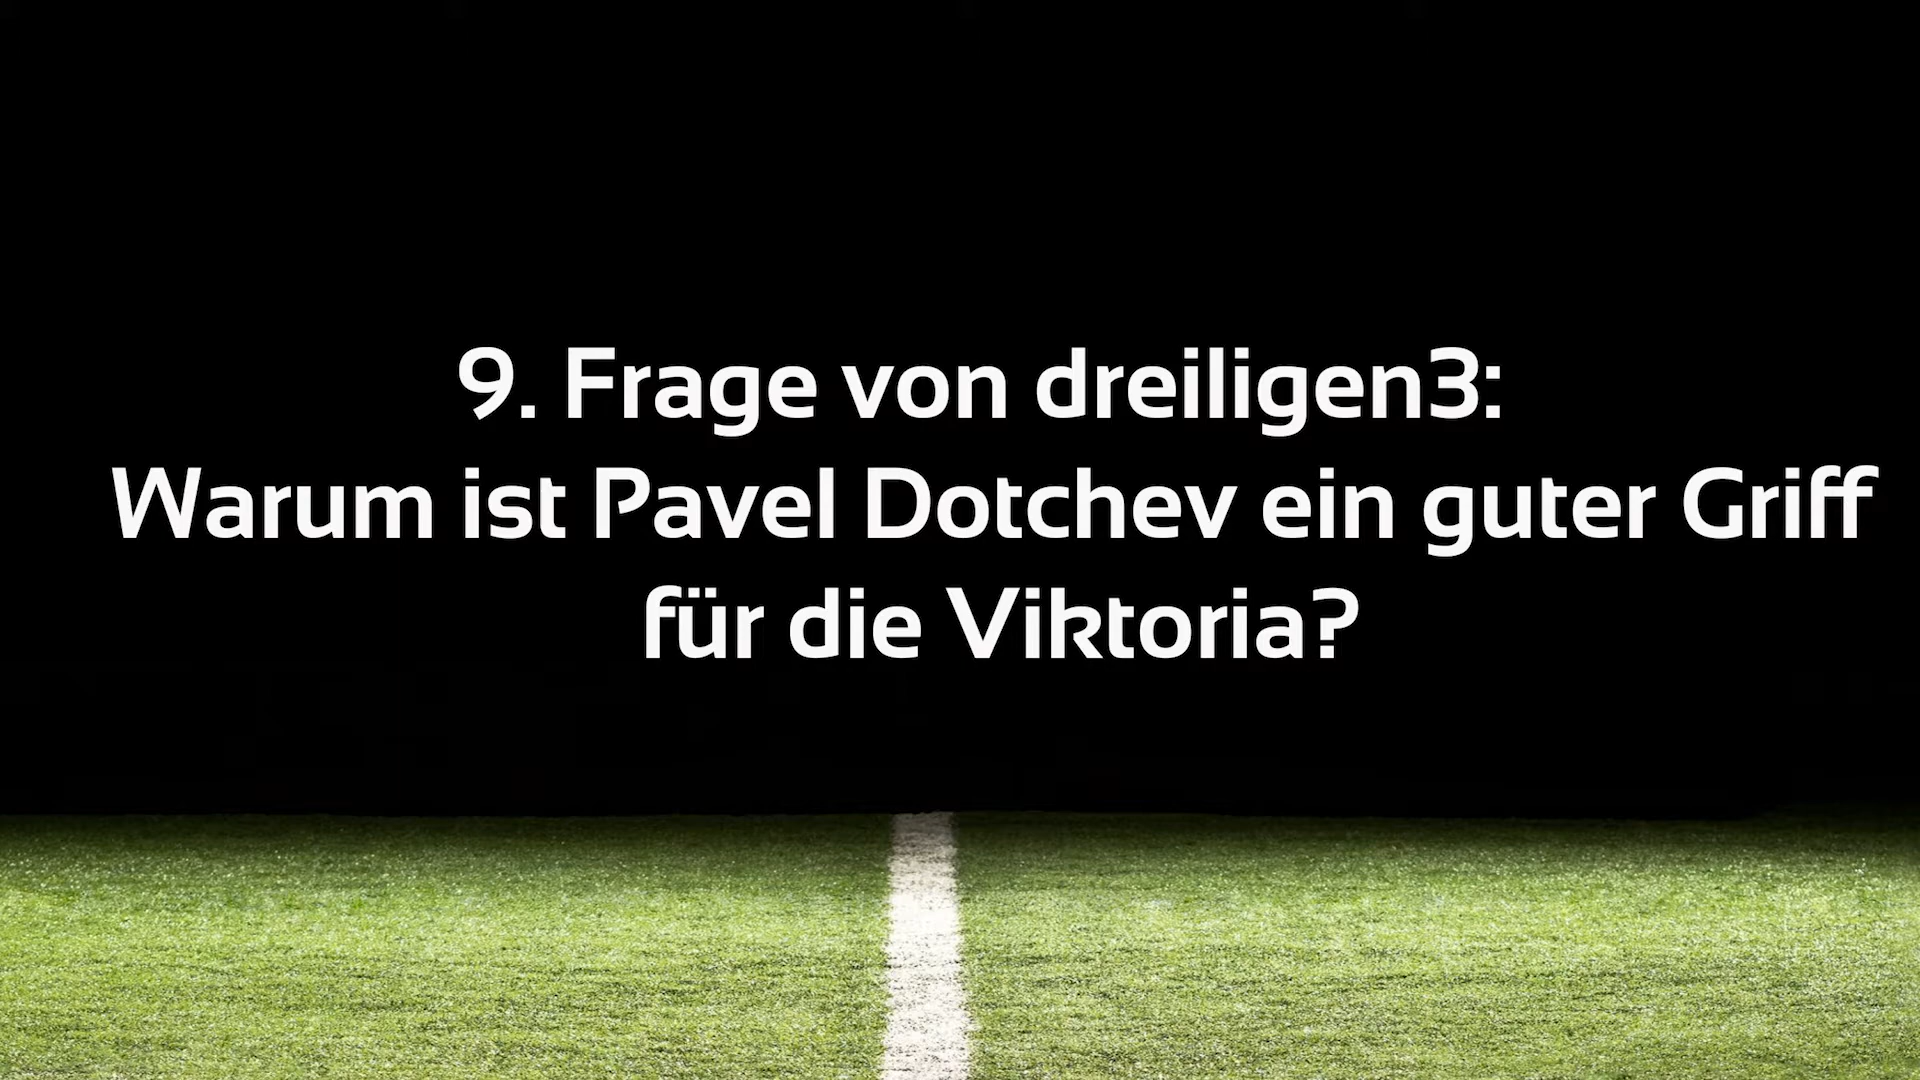 9. Frage von dreiligen3:
Warum ist Pavel Dotchev ein guter Griff
für die Viktoria?